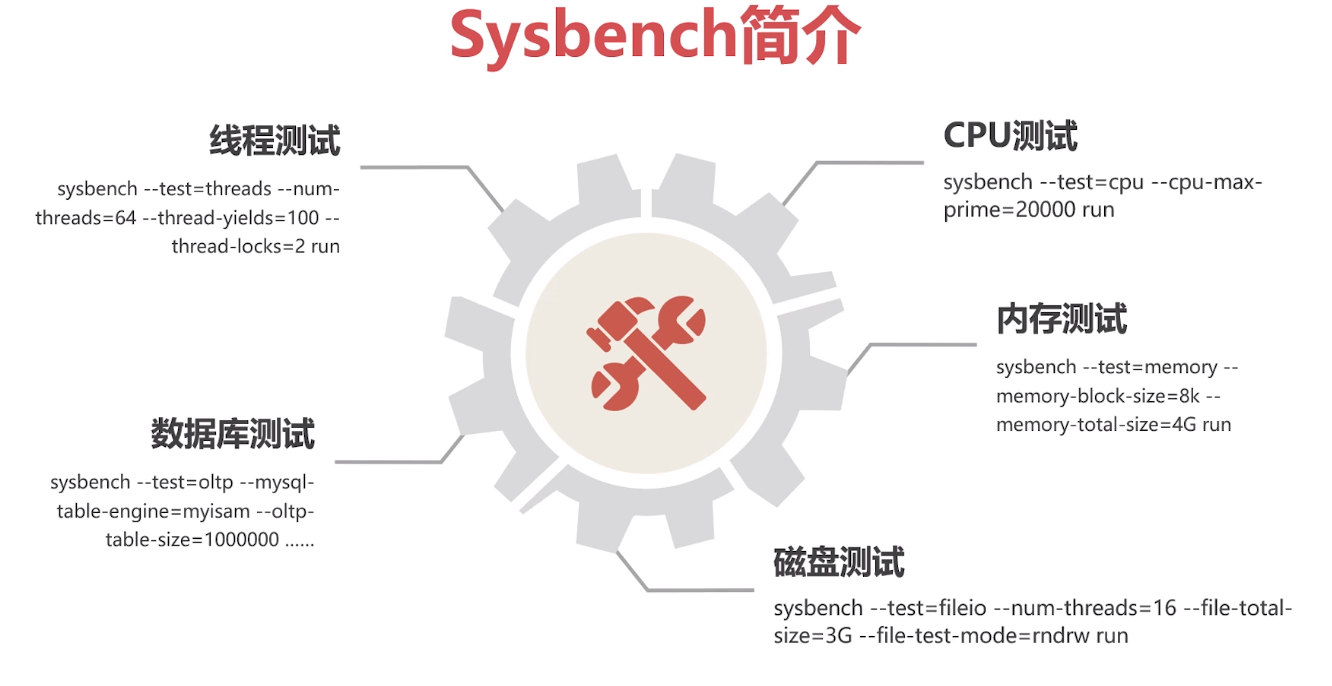 Sysbench简介
线程测试
sysbench --test=threads --num-
threads=64 --thread-yields=100 --
thread-locks=2 run
CPU测试
sysbench --test=cpu --cpu-max-
prime=20000 run
内存测试
sysbench --test=memory --
memory-block-size=8k --
memory-total-size=4G run
数据库测试
sysbench --test=oltp --mysql-
table-engine=myisam --oltp-
table-size=1000000 ......
磁盘测试
sysbench --test=fileio --num-threads=16 --file-total-
size=3G --file-test-mode=rndrw run